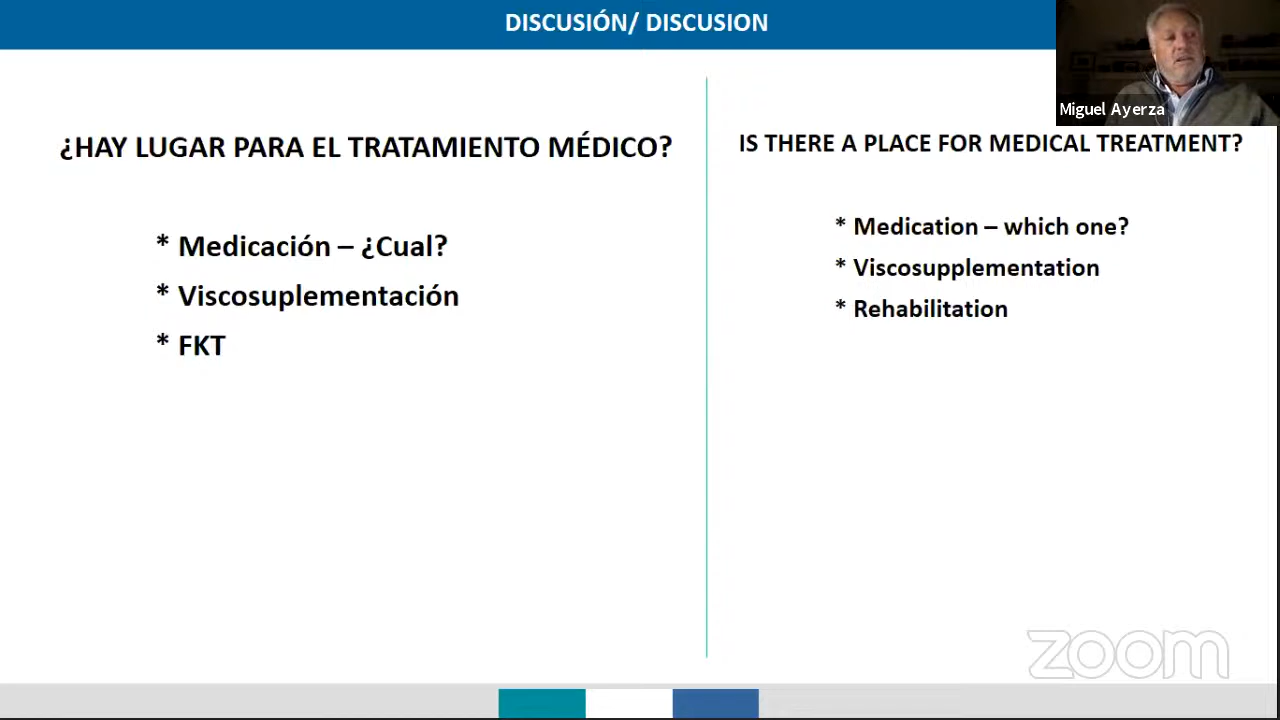 DISCUSIÓN/ DISCUSION
Miguel Ayerza
¿HAY LUGAR PARA EL TRATAMIENTO MÉDICO?
* Medicación – ¿Cual?
* Viscosuplementación
* FKT
IS THERE A PLACE FOR MEDICAL TREATMENT?
* Medication – which one?
* Viscosupplementation
* Rehabilitation
zoom